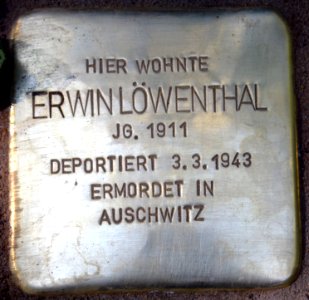 HIER WOHNTE
ERWIN LÖWENTHAL
JG. 1911
DEPORTIERT 3.3.1943
ERMORDET IN
AUSCHWITZ